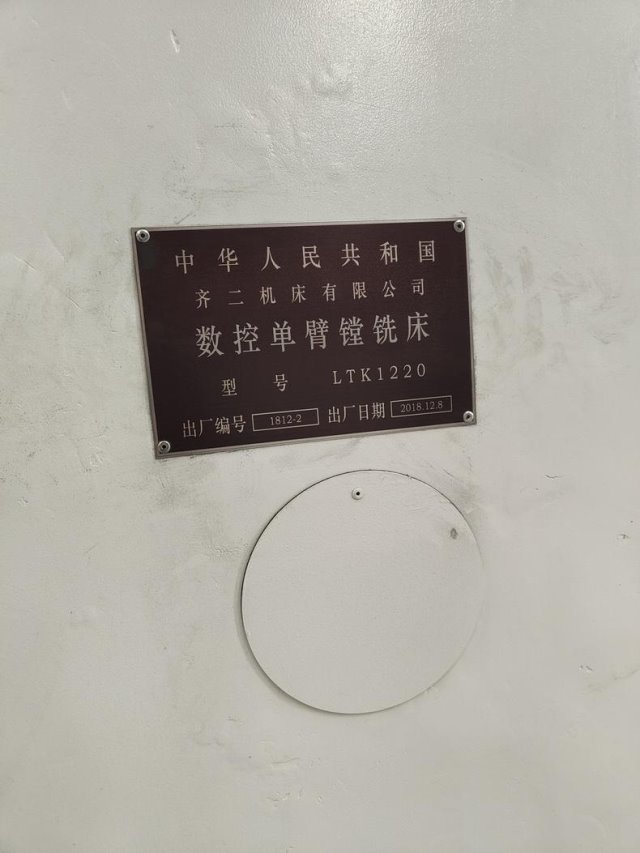 中华人民共和国
齐二机床有限公司
数控单臂镗铣床
型号 LTK1220
出厂编号 1812-2 出厂日期 2018.12.8